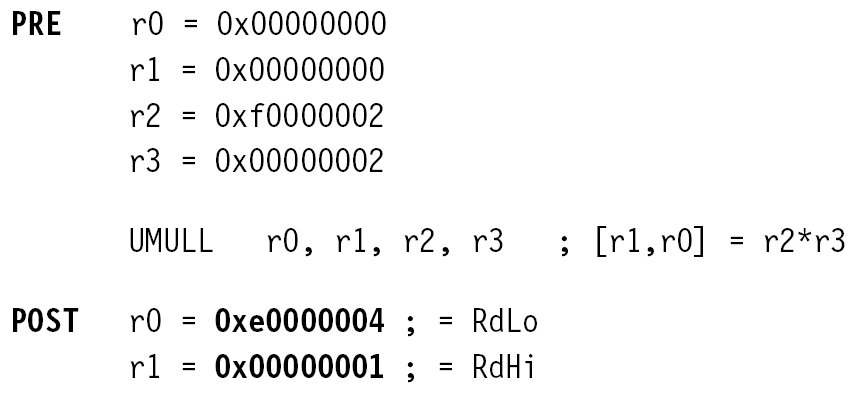 PRE r0 = 0x00000000
r1 = 0x00000000
r2 = 0xf0000002
r3 = 0x00000002
UMULL r0, r1, r2, r3 ; [r1,r0] = r2*r3
POST r0 = 0xe0000004 ; = RdLo
r1 = 0x00000001 ; = RdHi